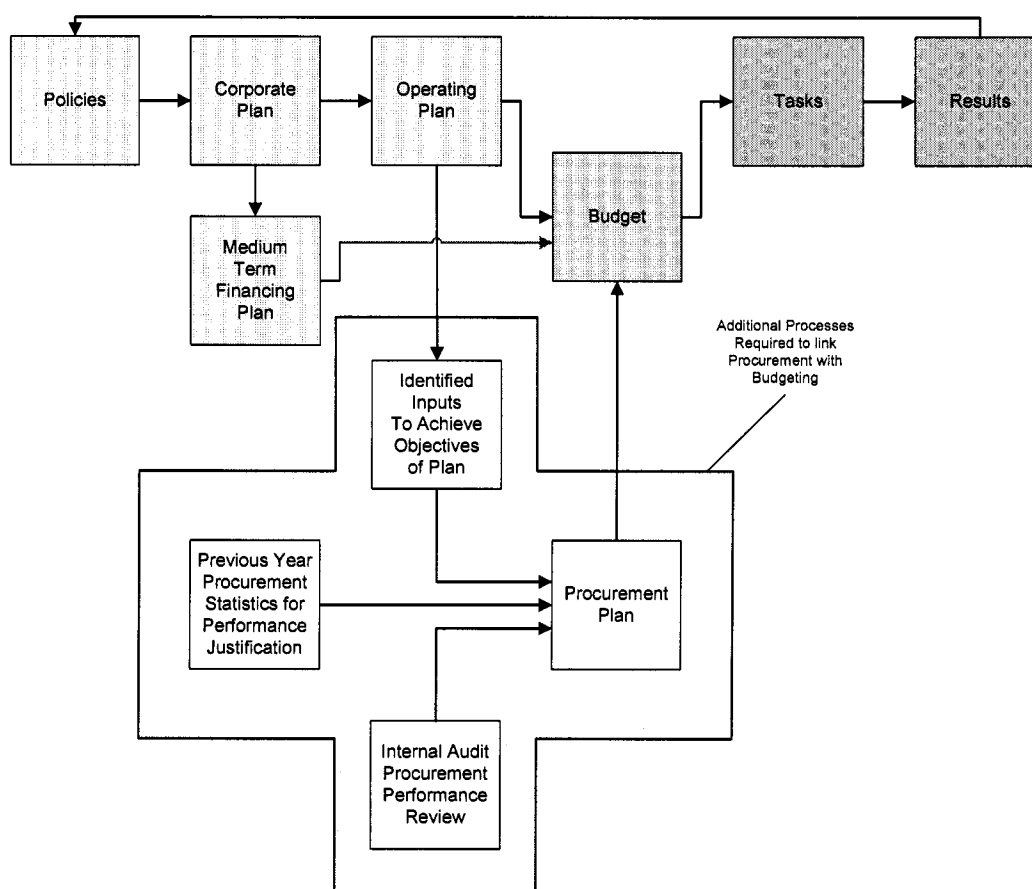 Policies
Corporate
Plan
Operating
Plan
Tasks
Results
Budget
Medium
Term
Financing
Plan
Additional Processes
Required to link
Procurement with
Budgeting
Identified
Inputs
To Achieve
Objectives
of Plan
Previous Year
Procurement
Statistics for
Performance
Justification
Procurement
Plan
Internal Audit
Procurement
Performance
Review